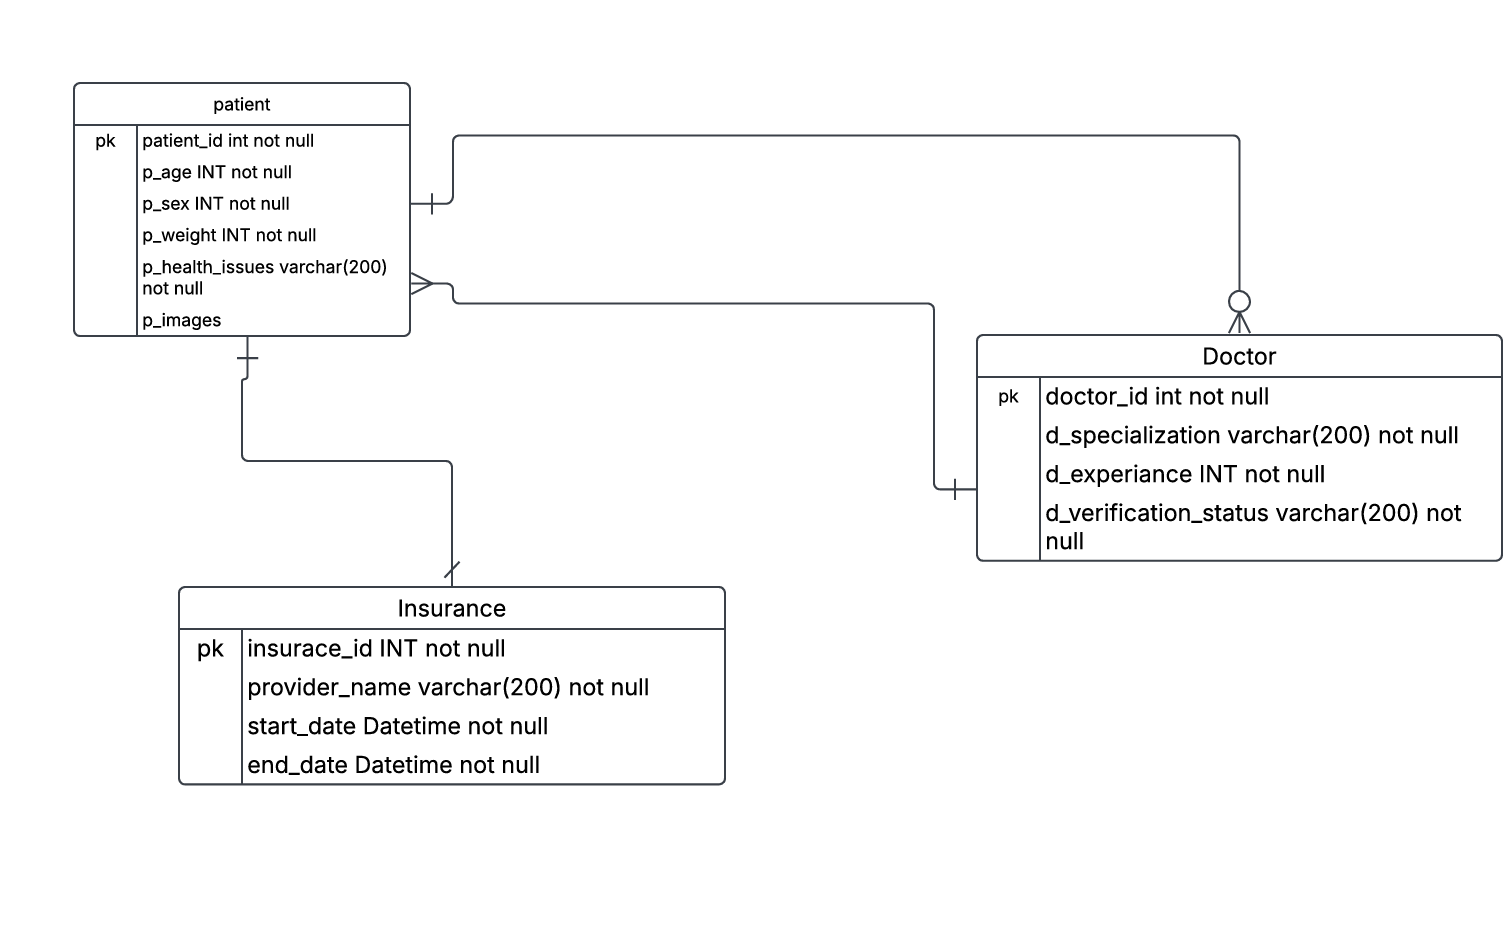 patient
pk patient_id int not null
p_age INT not null
p_sex INT not null
p_weight INT not null
p_health_issues varchar(200)
not null
p_images
Doctor
pk doctor_id int not null
d_specialization varchar(200) not null
d_experiance INT not null
d_verification_status varchar(200) not
null
Insurance
pk insurace_id INT not null
provider_name varchar(200) not null
start_date Datetime not null
end_date Datetime not null